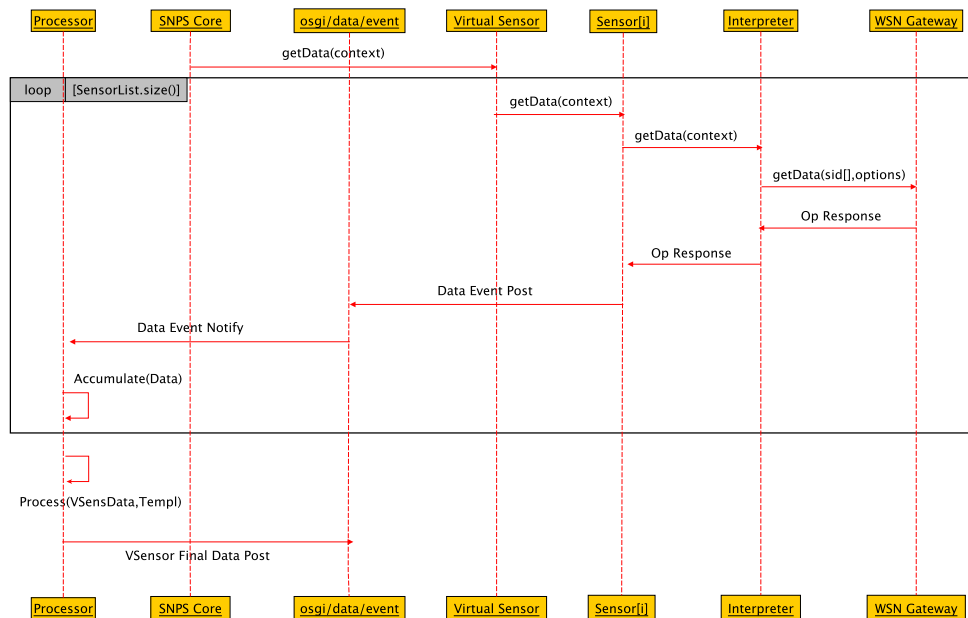 Processor
SNPS Core
osgi/data/event
Virtual Sensor
Sensor[i]
Interpreter
WSN Gateway
getData(context)
loop
[SensorList.size()]
getData(context)
getData(context)
getData(sid[],options)
Op Response
Op Response
Data Event Post
Data Event Notify
Accumulate(Data)
Process(VSensData,Templ)
VSensor Final Data Post
Processor
SNPS Core
osgi/data/event
Virtual Sensor
Sensor[i]
Interpreter
WSN Gateway